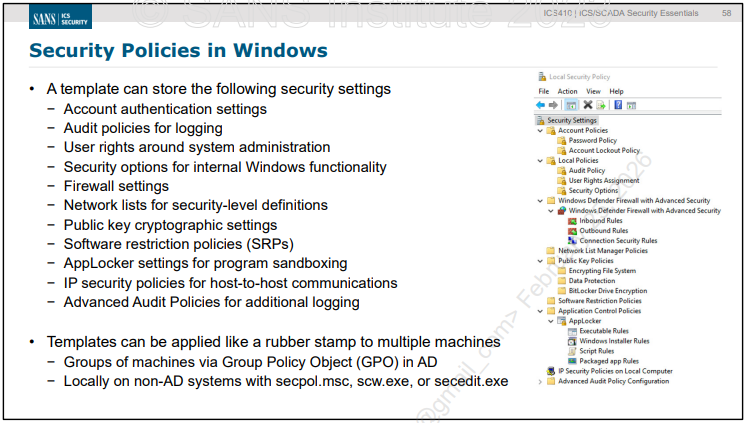 © SANS Institute 2026
SANS | ICS SECURITY
ICS410 | ICS/SCADA Security Essentials 58
Security Policies in Windows
• A template can store the following security settings
− Account authentication settings
− Audit policies for logging
− User rights around system administration
− Security options for internal Windows functionality
− Firewall settings
− Network lists for security-level definitions
− Public key cryptographic settings
− Software restriction policies (SRPs)
− AppLocker settings for program sandboxing
− IP security policies for host-to-host communications
− Advanced Audit Policies for additional logging
• Templates can be applied like a rubber stamp to multiple machines
− Groups of machines via Group Policy Object (GPO) in AD
− Locally on non-AD systems with secpol.msc, scw.exe, or secedit.exe
Local Security Policy
File Action View Help
Security Settings
Account Policies
Password Policy
Account Lockout Policy
Local Policies
Audit Policy
User Rights Assignment
Security Options
Windows Defender Firewall with Advanced Security
Windows Defender Firewall with Advanced Security
Inbound Rules
Outbound Rules
Connection Security Rules
Network List Manager Policies
Public Key Policies
Encrypting File System
Data Protection
BitLocker Drive Encryption
Software Restriction Policies
Application Control Policies
AppLocker
Executable Rules
Windows Installer Rules
Script Rules
Packaged app Rules
IP Security Policies on Local Computer
Advanced Audit Policy Configuration